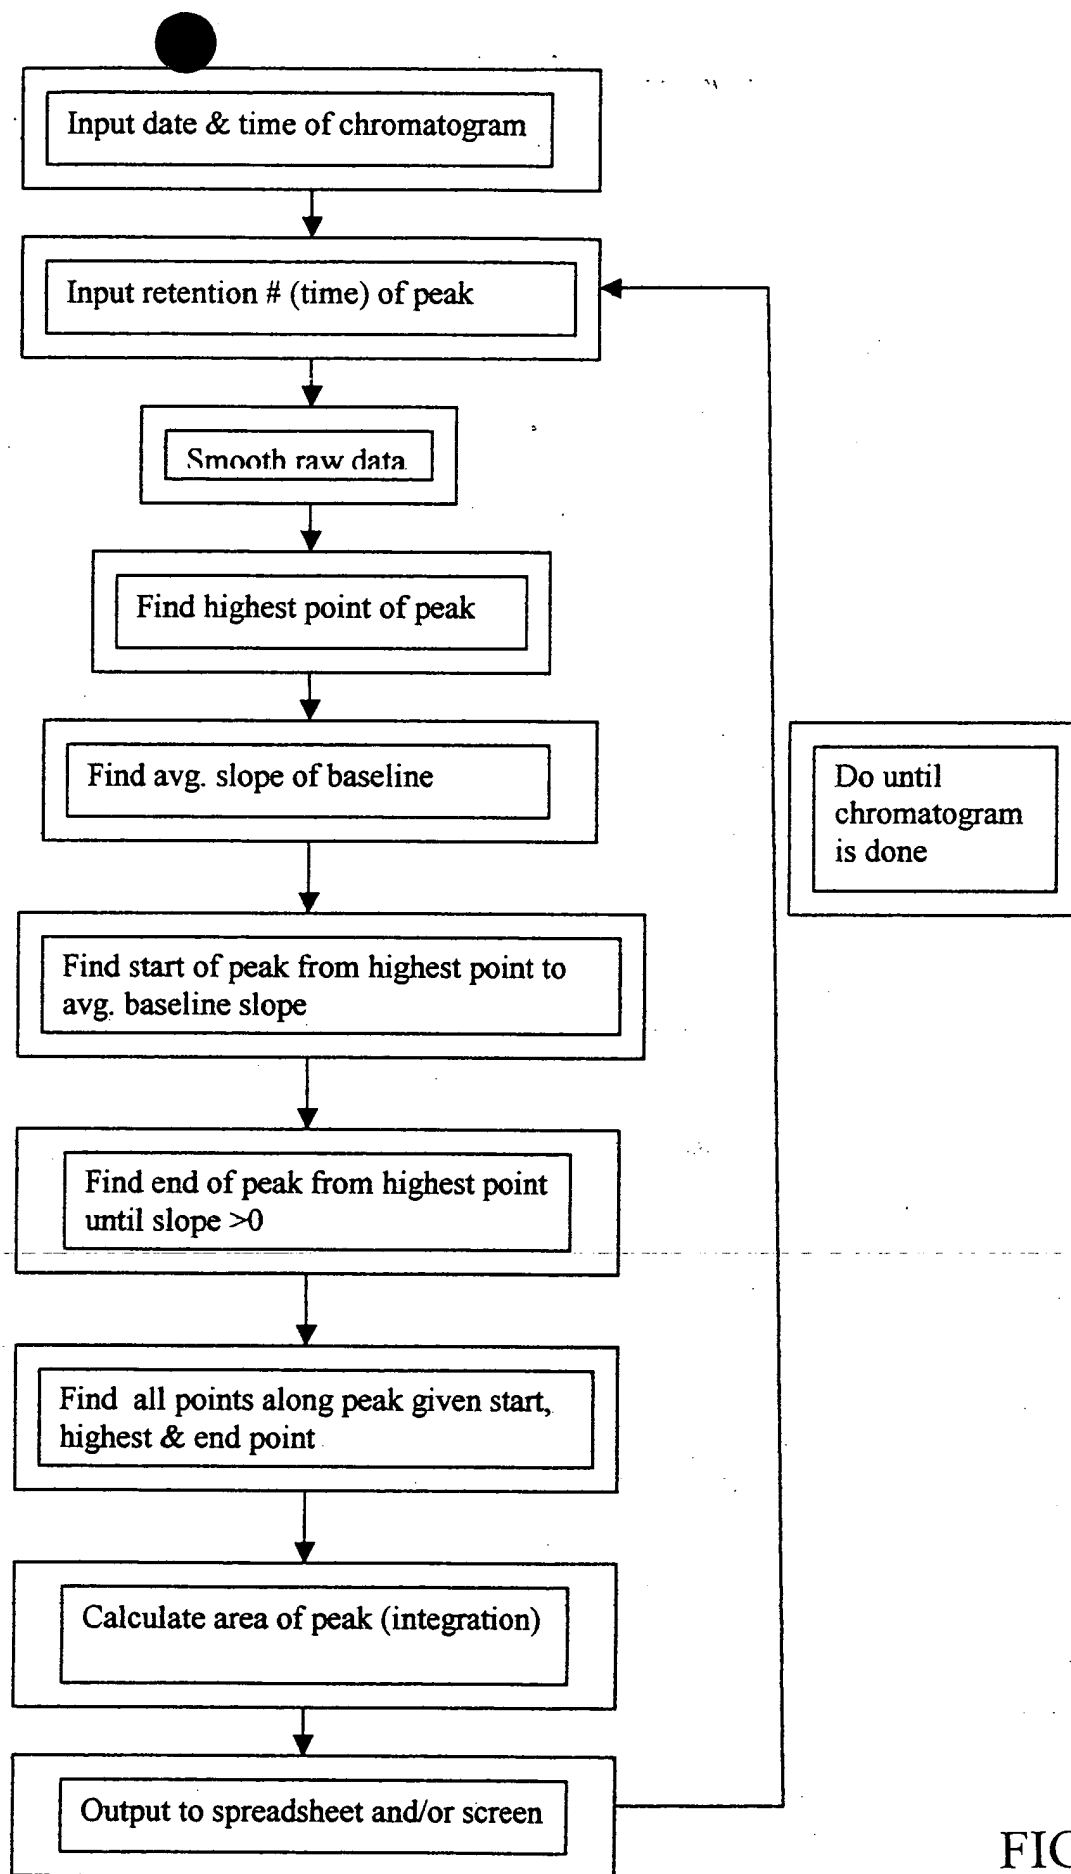 Input date & time of chromatogram
Input retention # (time) of peak
Smooth raw data
Find highest point of peak
Find avg. slope of baseline
Do until
chromatogram
is done
Find start of peak from highest point to
avg. baseline slope
Find end of peak from highest point
until slope >0
Find all points along peak given start,
highest & end point
Calculate area of peak (integration)
Output to spreadsheet and/or screen
FIG